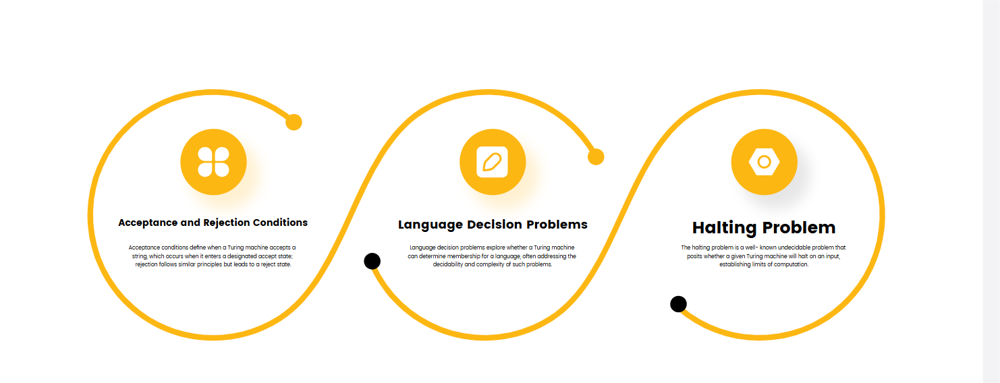 Acceptance and Rejection Conditions
Acceptance conditions define when a Turing machine accepts a
string, which occurs when it enters a designated accept state;
rejection follows similar principles but leads to a reject state.
Language Decision Problems
Language decision problems explore whether a Turing machine
can determine membership for a language, often addressing the
decidability and complexity of such problems.
Halting Problem
The halting problem is a well- known undecidable problem that
posits whether a given Turing machine will halt on an input,
establishing limits of computation.